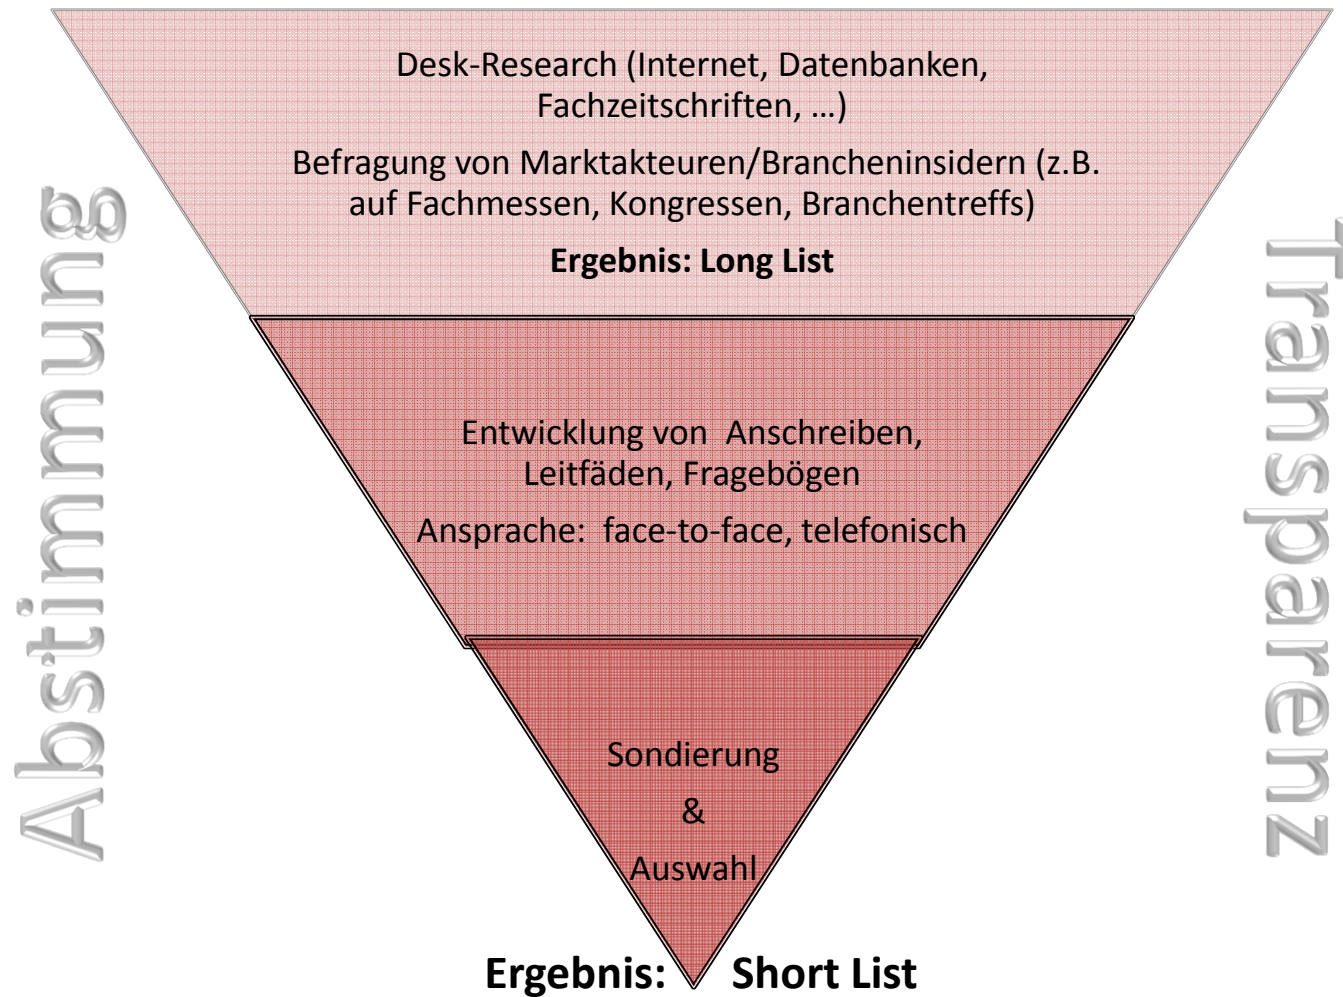 Desk-Research (Internet, Datenbanken,
Fachzeitschriften, …)
Befragung von Marktakteuren/Brancheninsidern (z.B.
auf Fachmessen, Kongressen, Branchentreffs)
Ergebnis: Long List
Abstimmung
Transparenz
Entwicklung von  Anschreiben,
Leitfäden, Fragebögen
Ansprache:  face-to-face, telefonisch
Sondierung
&
Auswahl
Ergebnis: Short List